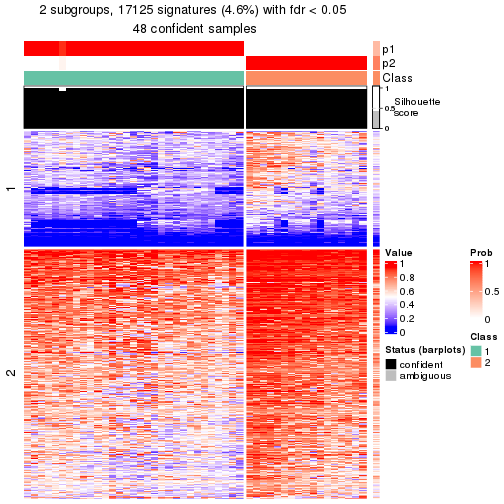 2 subgroups, 17125 signatures (4.6%) with fdr < 0.05
48 confident samples
p1
p2
Class
1
0.5
0
Silhouette
score
1
2
Value
1
0.8
0.6
0.4
0.2
0
Prob
1
0.5
0
Status (barplots)
confident
ambiguous
Class
1
2